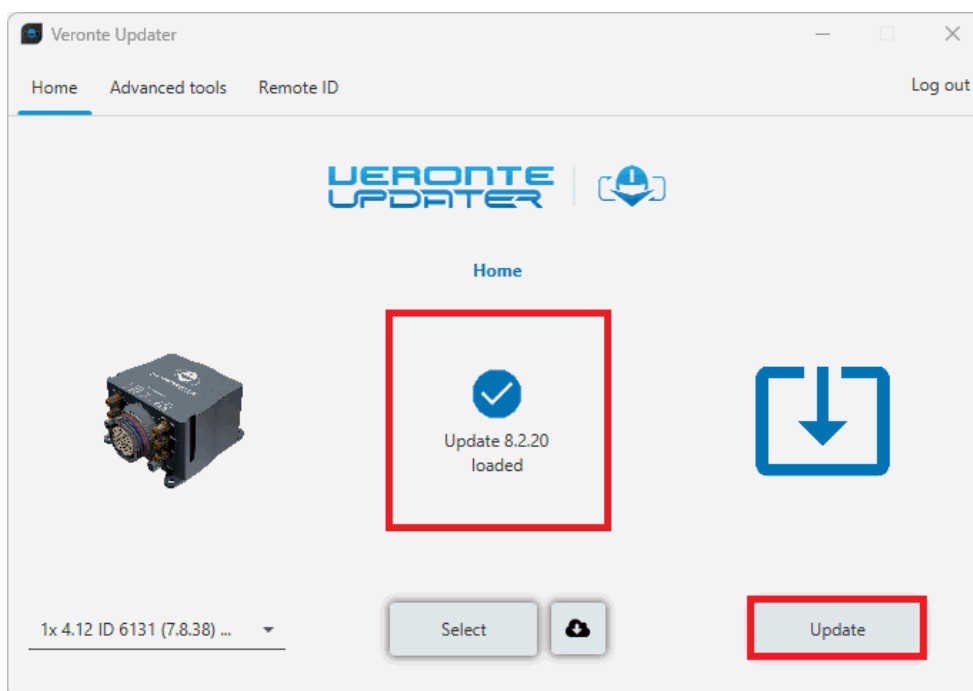 Veronte Updater
Home Advanced tools Remote ID Log out
VERONTE
UPDATER
Home
Update 8.2.20
loaded
1x 4.12 ID 6131 (7.8.38) ...
Select
Update